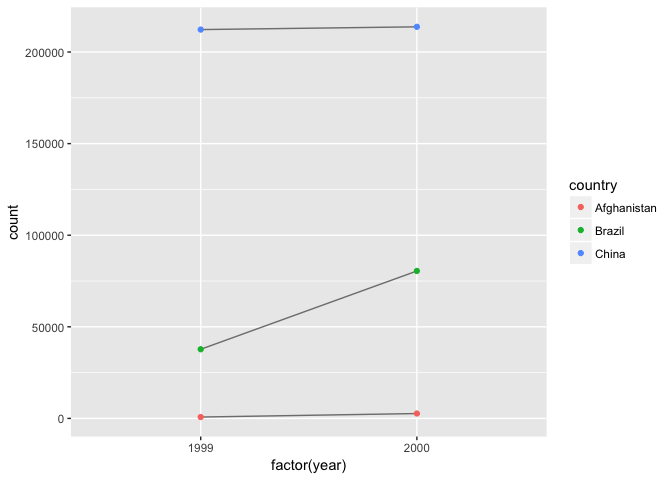 200000
150000
100000
50000
0
count
1999
2000
factor(year)
country
Afghanistan
Brazil
China